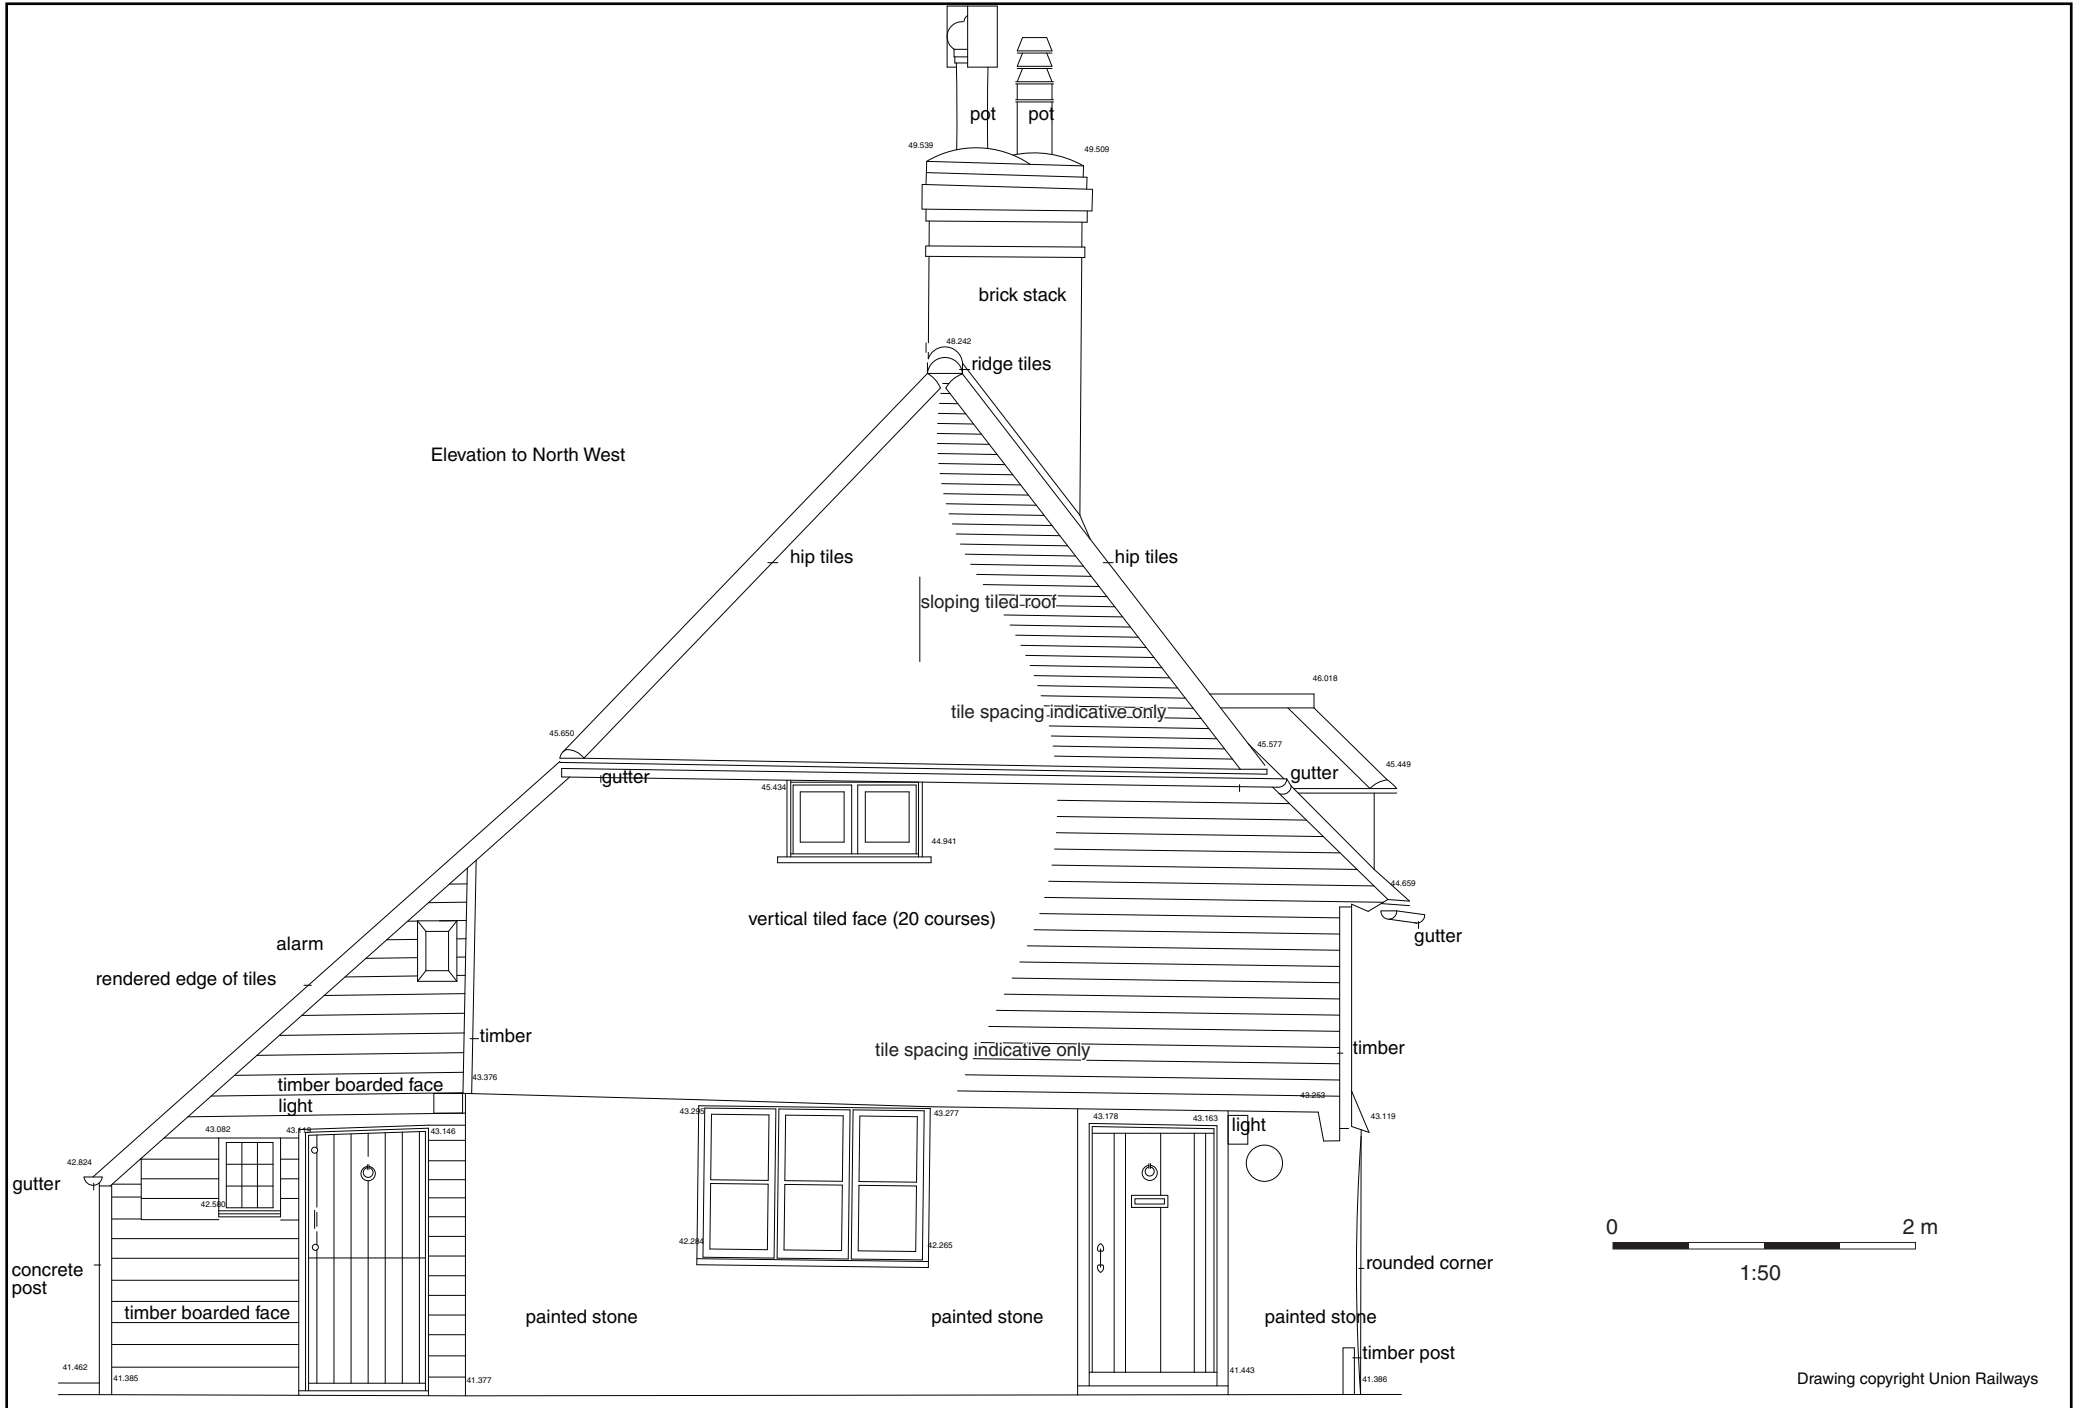 pot
pot
49.539
49.509
brick stack
48.242
ridge tiles
Elevation to North West
hip tiles
hip tiles
sloping tiled roof
46.018
tile spacing indicative only
45.650
45.577
gutter
gutter
45.449
45.434
44.941
44.659
vertical tiled face (20 courses)
gutter
alarm
rendered edge of tiles
timber
tile spacing indicative only
timber
43.376
timber boarded face
light
43.295
43.277
43.253
43.178
43.163
light
43.119
43.082
43.146
42.824
gutter
42.580
42.284
42.265
0
2 m
1:50
concrete
post
rounded corner
timber boarded face
painted stone
painted stone
painted stone
timber post
41.462
41.385
41.377
41.443
41.386
Drawing copyright Union Railways